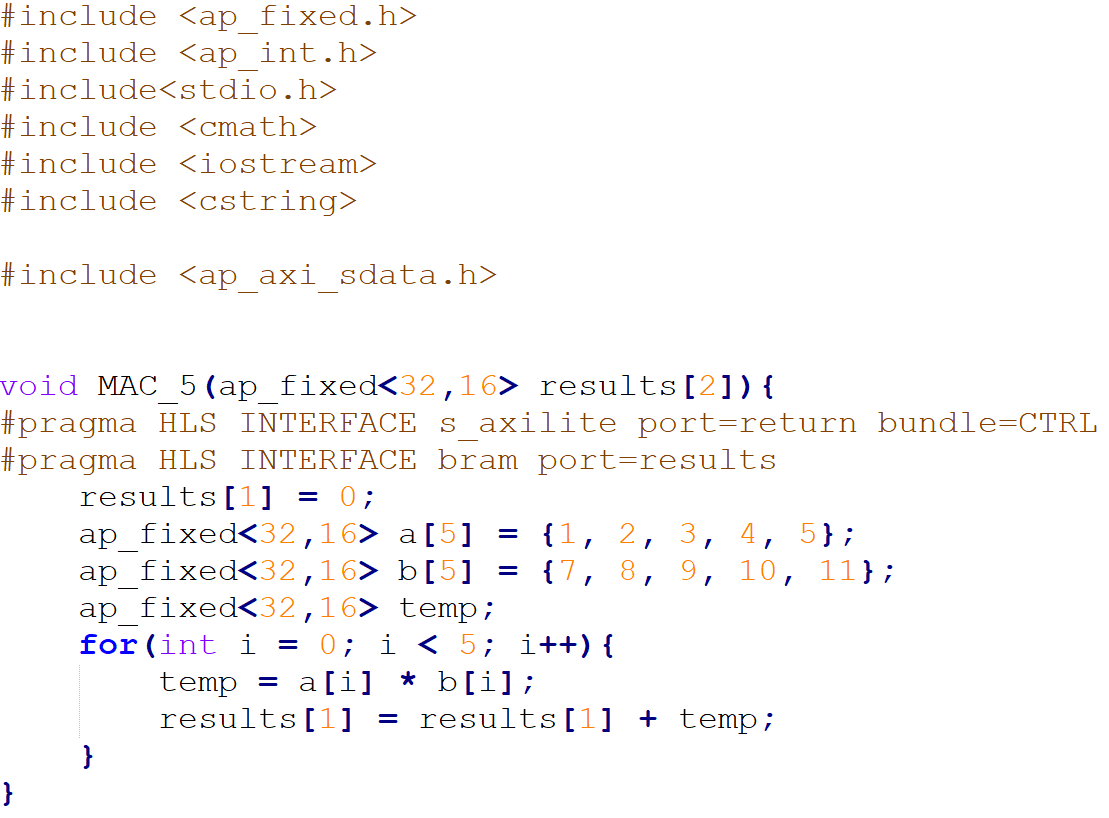 #include <ap_fixed.h>
#include <ap_int.h>
#include<stdio.h>
#include <cmath>
#include <iostream>
#include <cstring>
#include <ap_axi_sdata.h>
void MAC_5(ap_fixed<32,16> results[2]){
#pragma HLS INTERFACE s_axilite port=return bundle=CTRL
#pragma HLS INTERFACE bram port=results
    results[1] = 0;
    ap_fixed<32,16> a[5] = {1, 2, 3, 4, 5};
    ap_fixed<32,16> b[5] = {7, 8, 9, 10, 11};
    ap_fixed<32,16> temp;
    for(int i = 0; i < 5; i++){
        temp = a[i] * b[i];
        results[1] = results[1] + temp;
    }
}